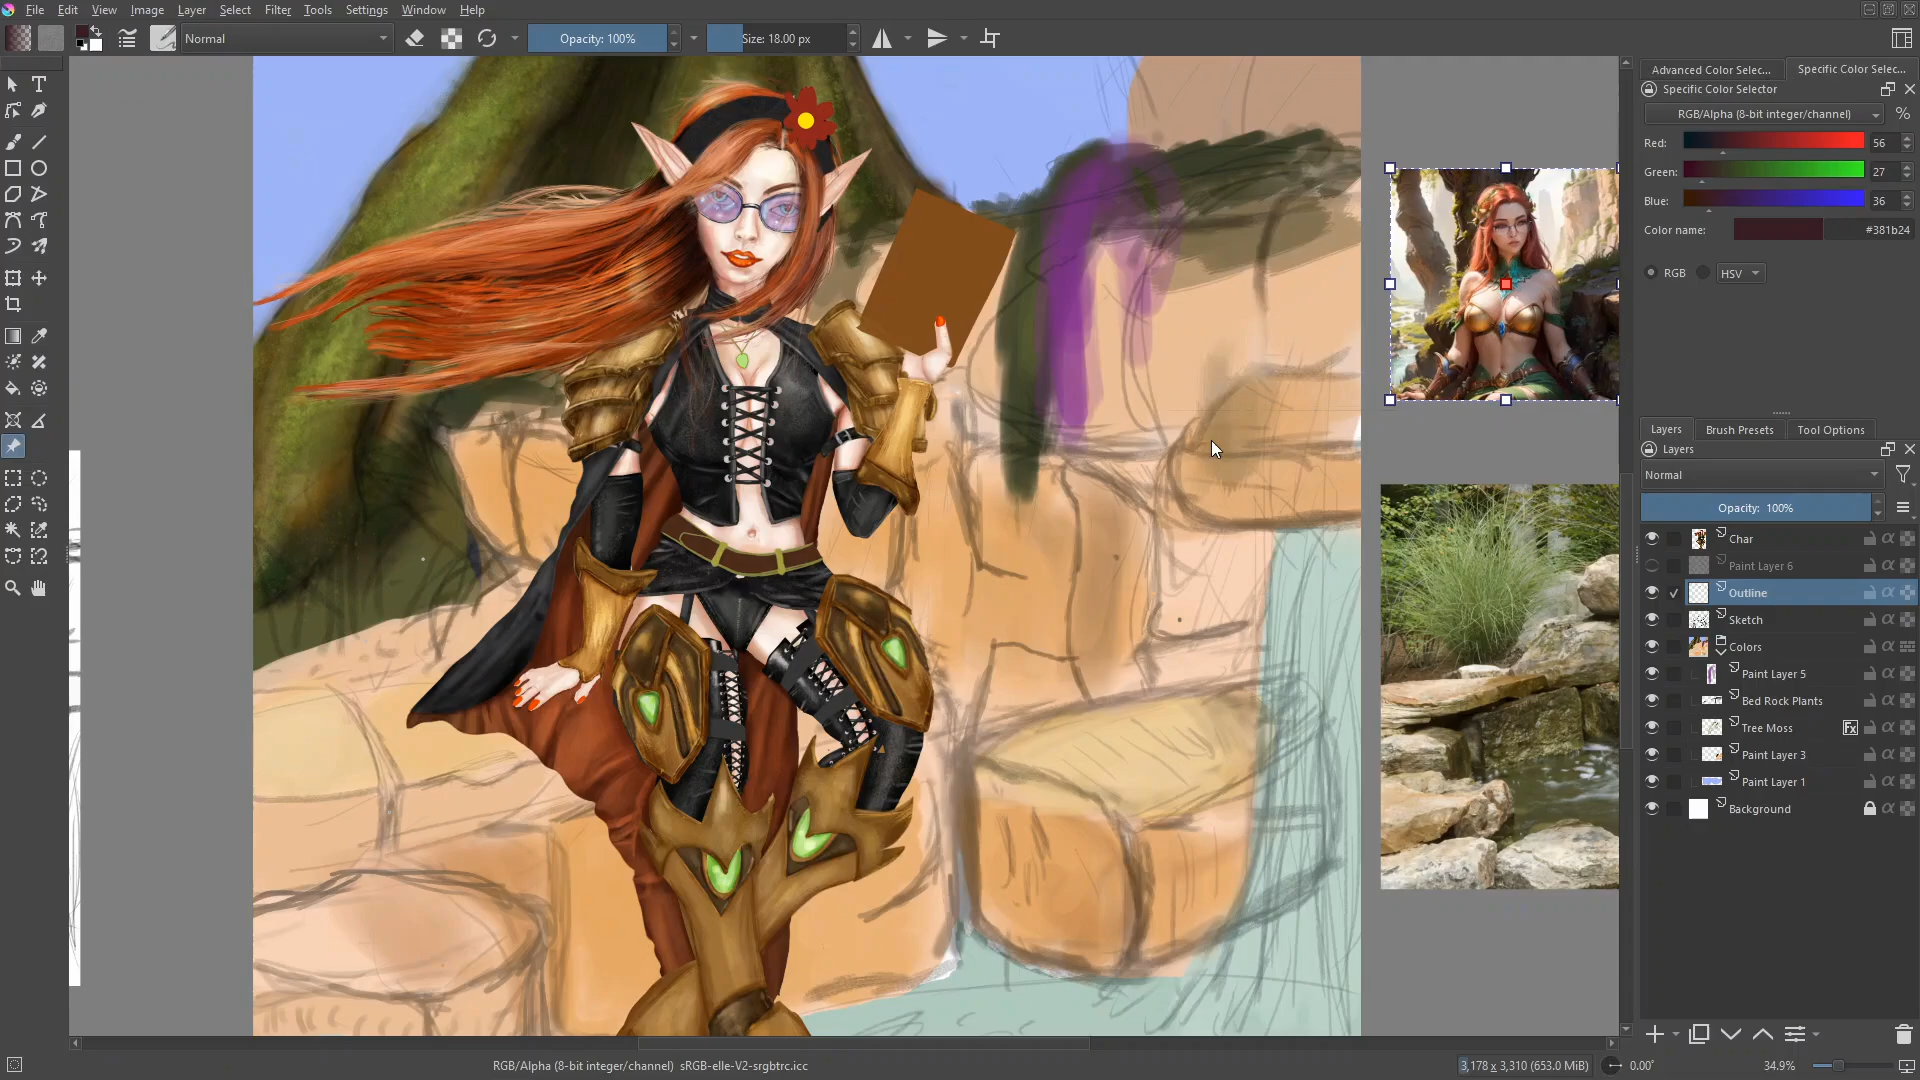 File Edit View Image Layer Select Filter Tools Settings Window Help
Normal
Opacity: 100%
Size: 18.00 px
Advanced Color Selec...
Specific Color Selec...
Specific Color Selector
RGB/Alpha (8-bit integer/channel)
%
Red: 56
Green: 27
Blue: 36
Color name: #381b24
RGB
HSV
Layers
Brush Presets
Tool Options
Layers
Normal
Opacity: 100%
Char
Paint Layer 6
Outline
Sketch
Colors
Paint Layer 5
Bed Rock Plants
Tree Moss
Fx
Paint Layer 3
Paint Layer 1
Background
RGB/Alpha (8-bit integer/channel) sRGB-elle-V2-srgbtrc.icc
3,178 x 3,310 (653.0 MiB)
0.00°
34.9%